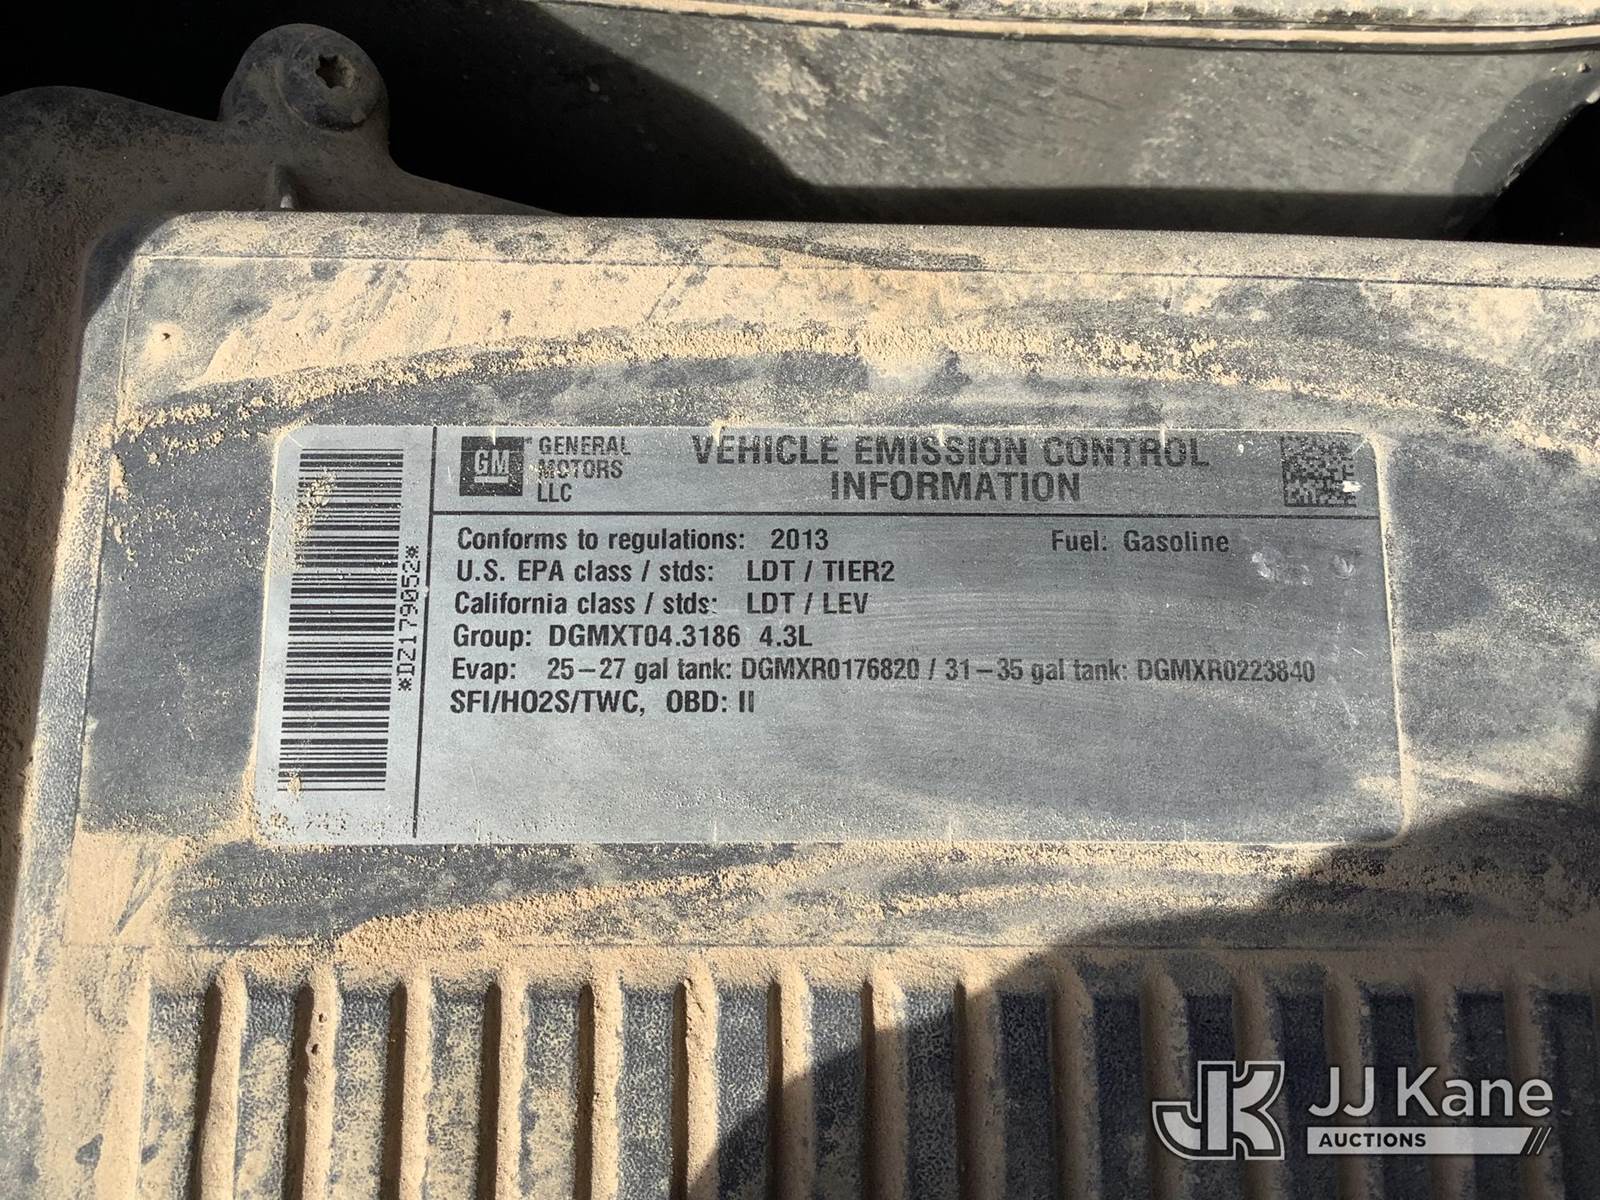 GM GENERAL MOTORS LLC
VEHICLE EMISSION CONTROL
INFORMATION
Conforms to regulations: 2013 Fuel: Gasoline
U.S. EPA class / stds: LDT / TIER2
California class / stds: LDT / LEV
Group: DGMXT04.3186 4.3L
Evap: 25-27 gal tank: DGMXR0176820 / 31-35 gal tank: DGMXR0223840
SFI/HO2S/TWC, OBD: II
*DZ179052*
JK JJ Kane
AUCTIONS